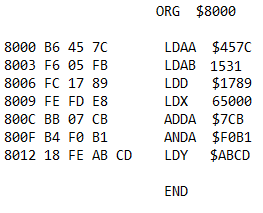 ORG $8000
8000 B6 45 7C LDAA $457C
8003 F6 05 FB LDAB 1531
8006 FC 17 89 LDD $1789
8009 FE FD E8 LDX 65000
800C BB 07 CB ADDA $7CB
800F B4 F0 B1 ANDA $F0B1
8012 18 FE AB CD LDY $ABCD
END